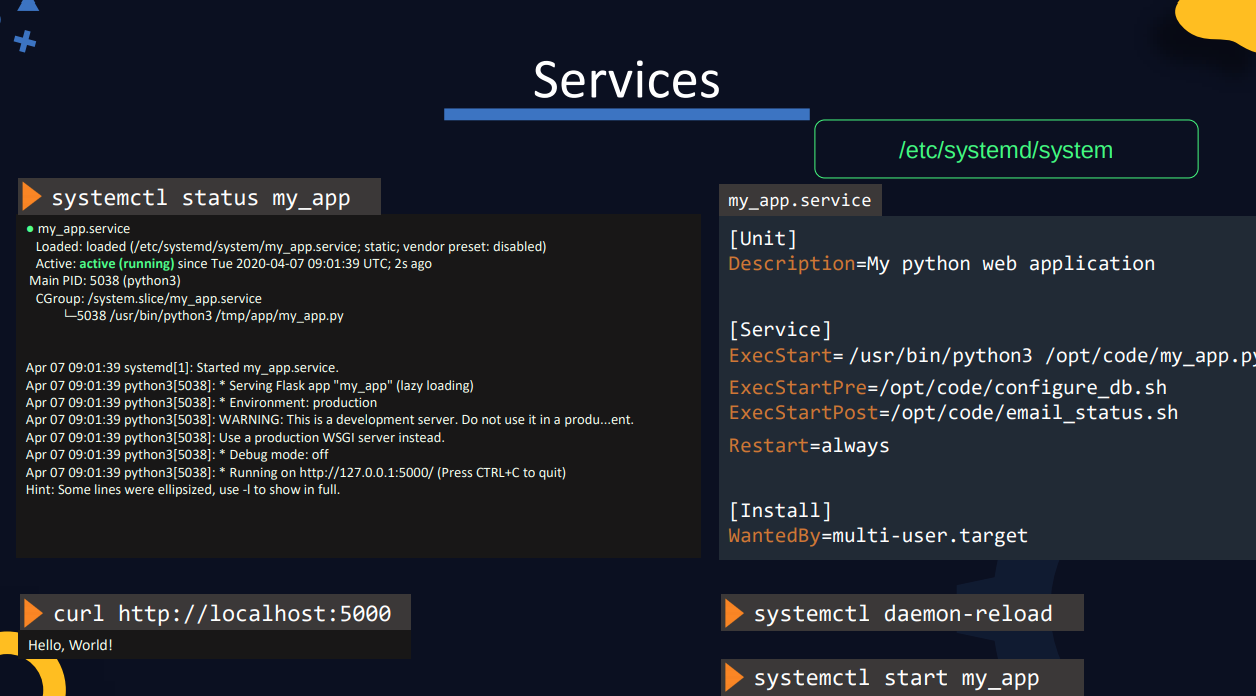 Services
/etc/systemd/system
systemctl status my_app
● my_app.service
Loaded: loaded (/etc/systemd/system/my_app.service; static; vendor preset: disabled)
Active: active (running) since Tue 2020-04-07 09:01:39 UTC; 2s ago
Main PID: 5038 (python3)
CGroup: /system.slice/my_app.service
└─5038 /usr/bin/python3 /tmp/app/my_app.py
Apr 07 09:01:39 systemd[1]: Started my_app.service.
Apr 07 09:01:39 python3[5038]: * Serving Flask app "my_app" (lazy loading)
Apr 07 09:01:39 python3[5038]: * Environment: production
Apr 07 09:01:39 python3[5038]: WARNING: This is a development server. Do not use it in a produ...ent.
Apr 07 09:01:39 python3[5038]: Use a production WSGI server instead.
Apr 07 09:01:39 python3[5038]: * Debug mode: off
Apr 07 09:01:39 python3[5038]: * Running on http://127.0.0.1:5000/ (Press CTRL+C to quit)
Hint: Some lines were ellipsized, use -l to show in full.
my_app.service
[Unit]
Description=My python web application
[Service]
ExecStart= /usr/bin/python3 /opt/code/my_app.py
ExecStartPre=/opt/code/configure_db.sh
ExecStartPost=/opt/code/email_status.sh
Restart=always
[Install]
WantedBy=multi-user.target
curl http://localhost:5000
Hello, World!
systemctl daemon-reload
systemctl start my_app